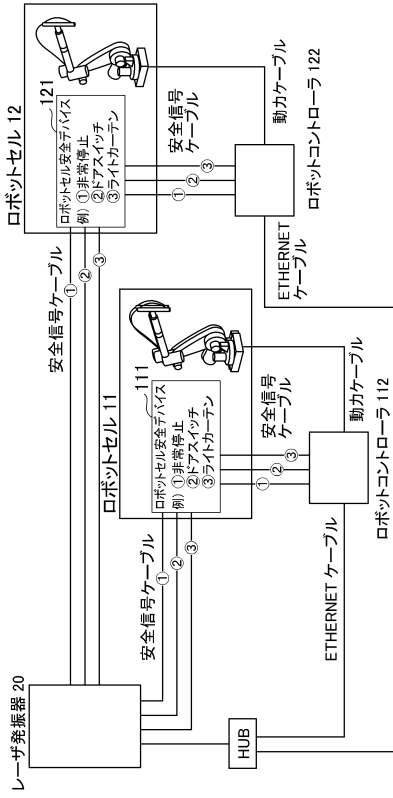 ロボットセル 12
121
ロボットセル安全デバイス
例) ①非常停止
②ドアスイッチ
③ライトカーテン
安全信号ケーブル
①
②
③
安全信号
ケーブル
①
②
③
動力ケーブル
ロボットコントローラ 122
ETHERNET
ケーブル
ロボットセル 11
111
ロボットセル安全デバイス
例) ①非常停止
②ドアスイッチ
③ライトカーテン
安全信号ケーブル
①
②
③
安全信号
ケーブル
①
②
③
動力ケーブル
ロボットコントローラ 112
ETHERNET ケーブル
レーザ発振器 20
HUB